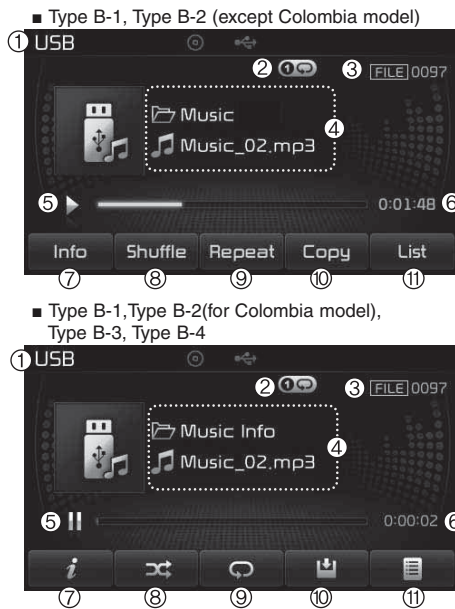 ■ Type B-1, Type B-2 (except Colombia model)
① USB
② ① ③ FILE 0097
Music ④
Music_02.mp3
⑤ 0:01:48 ⑥
Info Shuffle Repeat Copy List
⑦ ⑧ ⑨ ⑩ ⑪
■ Type B-1,Type B-2(for Colombia model),
Type B-3, Type B-4
① USB
② ① ③ FILE 0097
Music Info ④
Music_02.mp3
⑤ 0:00:02 ⑥
i
⑦ ⑧ ⑨ ⑩ ⑪